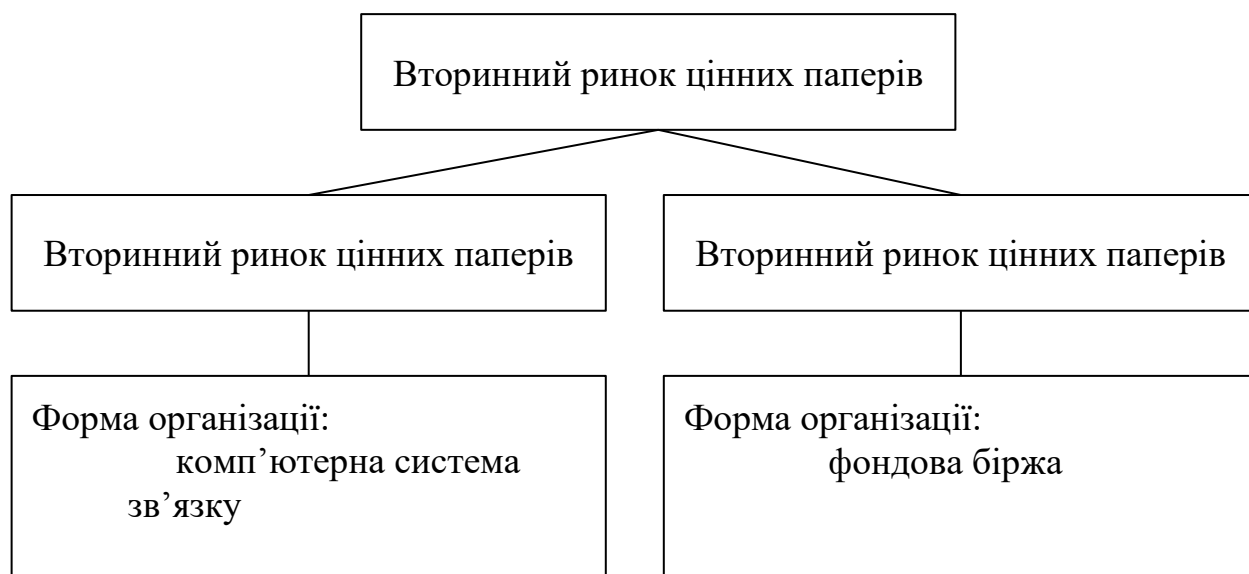 Вторинний ринок цінних паперів
Вторинний ринок цінних паперів
Вторинний ринок цінних паперів
Форма організації:
комп’ютерна система
зв’язку
Форма організації:
фондова біржа